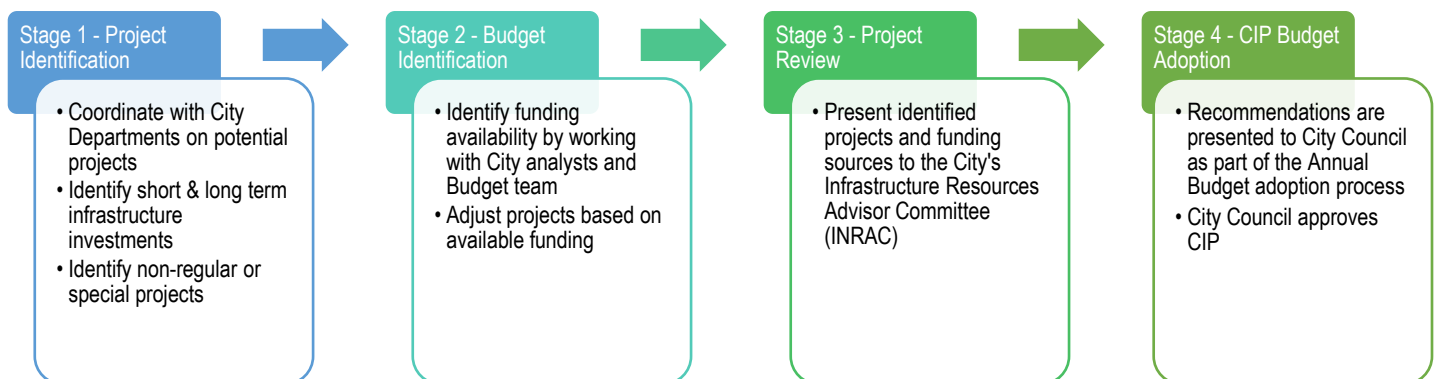 Stage 1 - Project
Identification
• Coordinate with City
Departments on potential
projects
• Identify short & long term
infrastructure
investments
• Identify non-regular or
special projects
Stage 2 - Budget
Identification
• Identify funding
availability by working
with City analysts and
Budget team
• Adjust projects based on
available funding
Stage 3 - Project
Review
• Present identified
projects and funding
sources to the City's
Infrastructure Resources
Advisor Committee
(INRAC)
Stage 4 - CIP Budget
Adoption
• Recommendations are
presented to City Council
as part of the Annual
Budget adoption process
• City Council approves
CIP